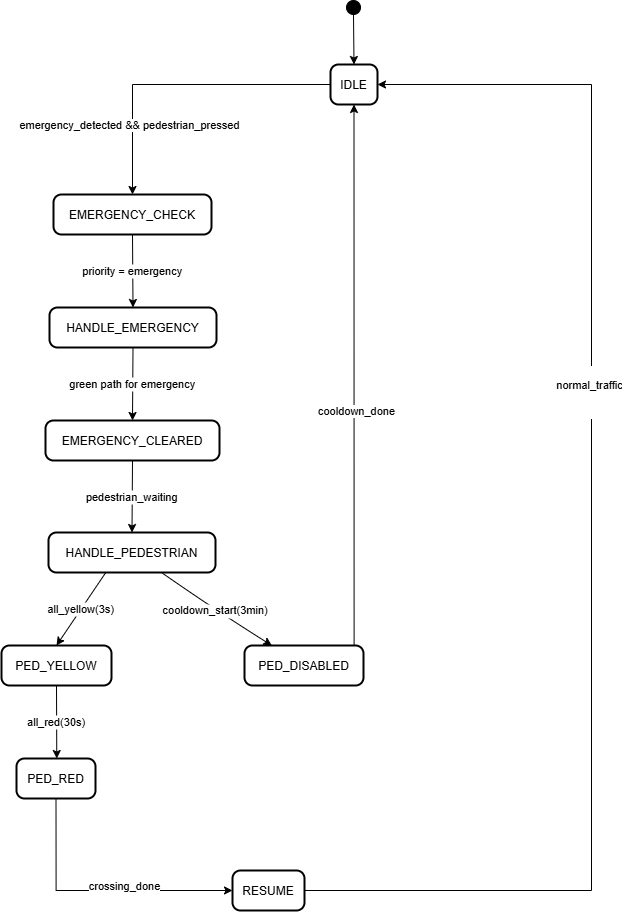 IDLE
emergency_detected && pedestrian_pressed
EMERGENCY_CHECK
priority = emergency
HANDLE_EMERGENCY
green path for emergency
normal_traffic
cooldown_done
EMERGENCY_CLEARED
pedestrian_waiting
HANDLE_PEDESTRIAN
all_yellow(3s)
cooldown_start(3min)
PED_YELLOW
PED_DISABLED
all_red(30s)
PED_RED
crossing_done
RESUME